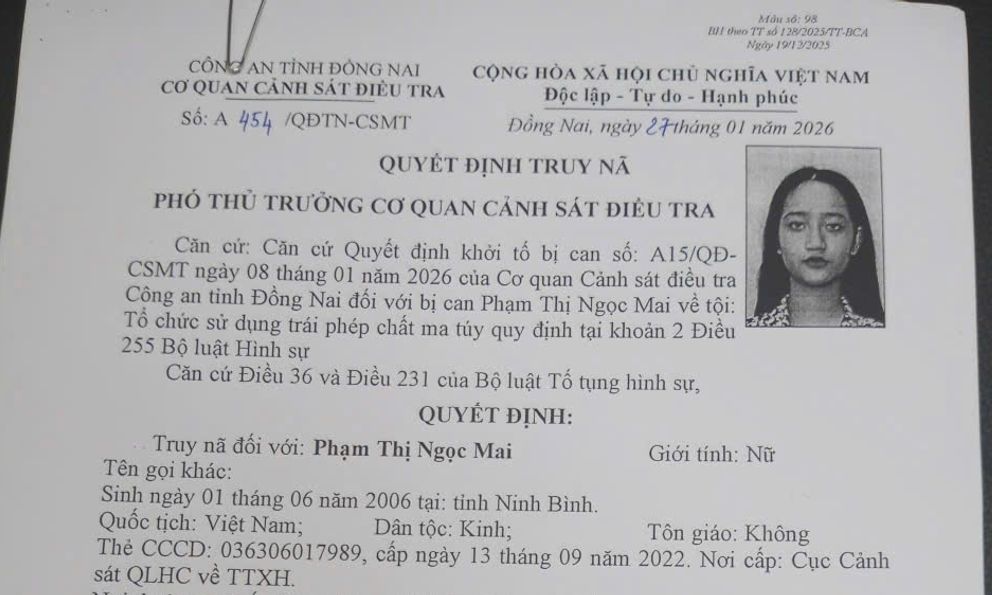 Mẫu số: 98
BH theo TT số 128/2025/TT-BCA
Ngày 19/12/2025
CÔNG AN TỈNH ĐỒNG NAI
CƠ QUAN CẢNH SÁT ĐIỀU TRA
Số: A 454 /QĐTN-CSMT
CỘNG HÒA XÃ HỘI CHỦ NGHĨA VIỆT NAM
Độc lập - Tự do - Hạnh phúc
Đồng Nai, ngày 27 tháng 01 năm 2026
QUYẾT ĐỊNH TRUY NÃ
PHÓ THỦ TRƯỞNG CƠ QUAN CẢNH SÁT ĐIỀU TRA
Căn cứ: Căn cứ Quyết định khởi tố bị can số: A15/QĐ-
CSMT ngày 08 tháng 01 năm 2026 của Cơ quan Cảnh sát điều tra
Công an tỉnh Đồng Nai đối với bị can Phạm Thị Ngọc Mai về tội:
Tổ chức sử dụng trái phép chất ma túy quy định tại khoản 2 Điều
255 Bộ luật Hình sự
Căn cứ Điều 36 và Điều 231 của Bộ luật Tố tụng hình sự,
QUYẾT ĐỊNH:
Truy nã đối với: Phạm Thị Ngọc Mai Giới tính: Nữ
Tên gọi khác:
Sinh ngày 01 tháng 06 năm 2006 tại: tỉnh Ninh Bình.
Quốc tịch: Việt Nam; Dân tộc: Kinh; Tôn giáo: Không
Thẻ CCCD: 036306017989, cấp ngày 13 tháng 09 năm 2022. Nơi cấp: Cục Cảnh
sát QLHC về TTXH.